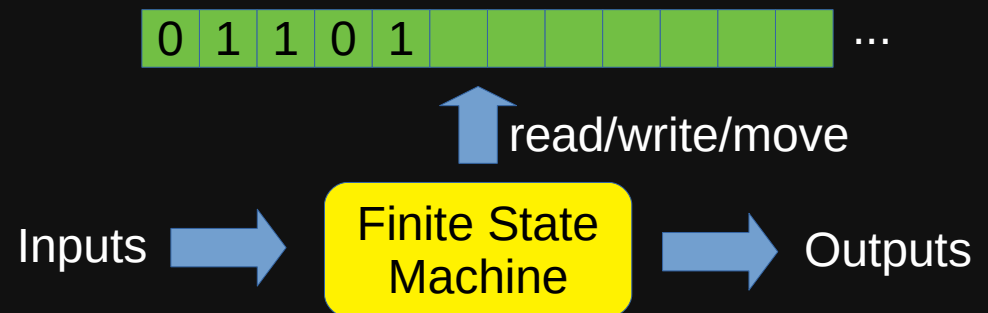 0 1 1 0 1 ...
read/write/move
Inputs
Finite State
Machine
Outputs